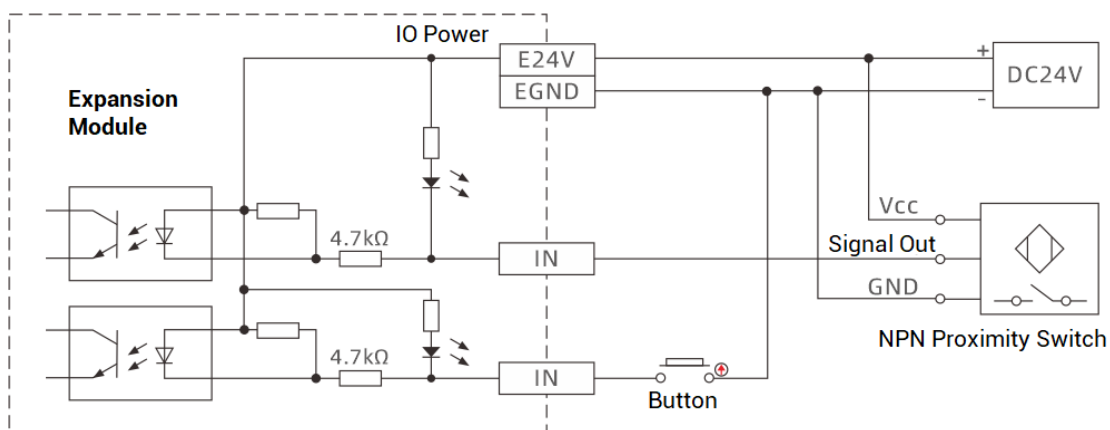 IO Power
E24V
EGND
+
-
DC24V
Expansion
Module
Vcc
4.7kΩ
IN
Signal Out
GND
NPN Proximity Switch
4.7kΩ
IN
Button